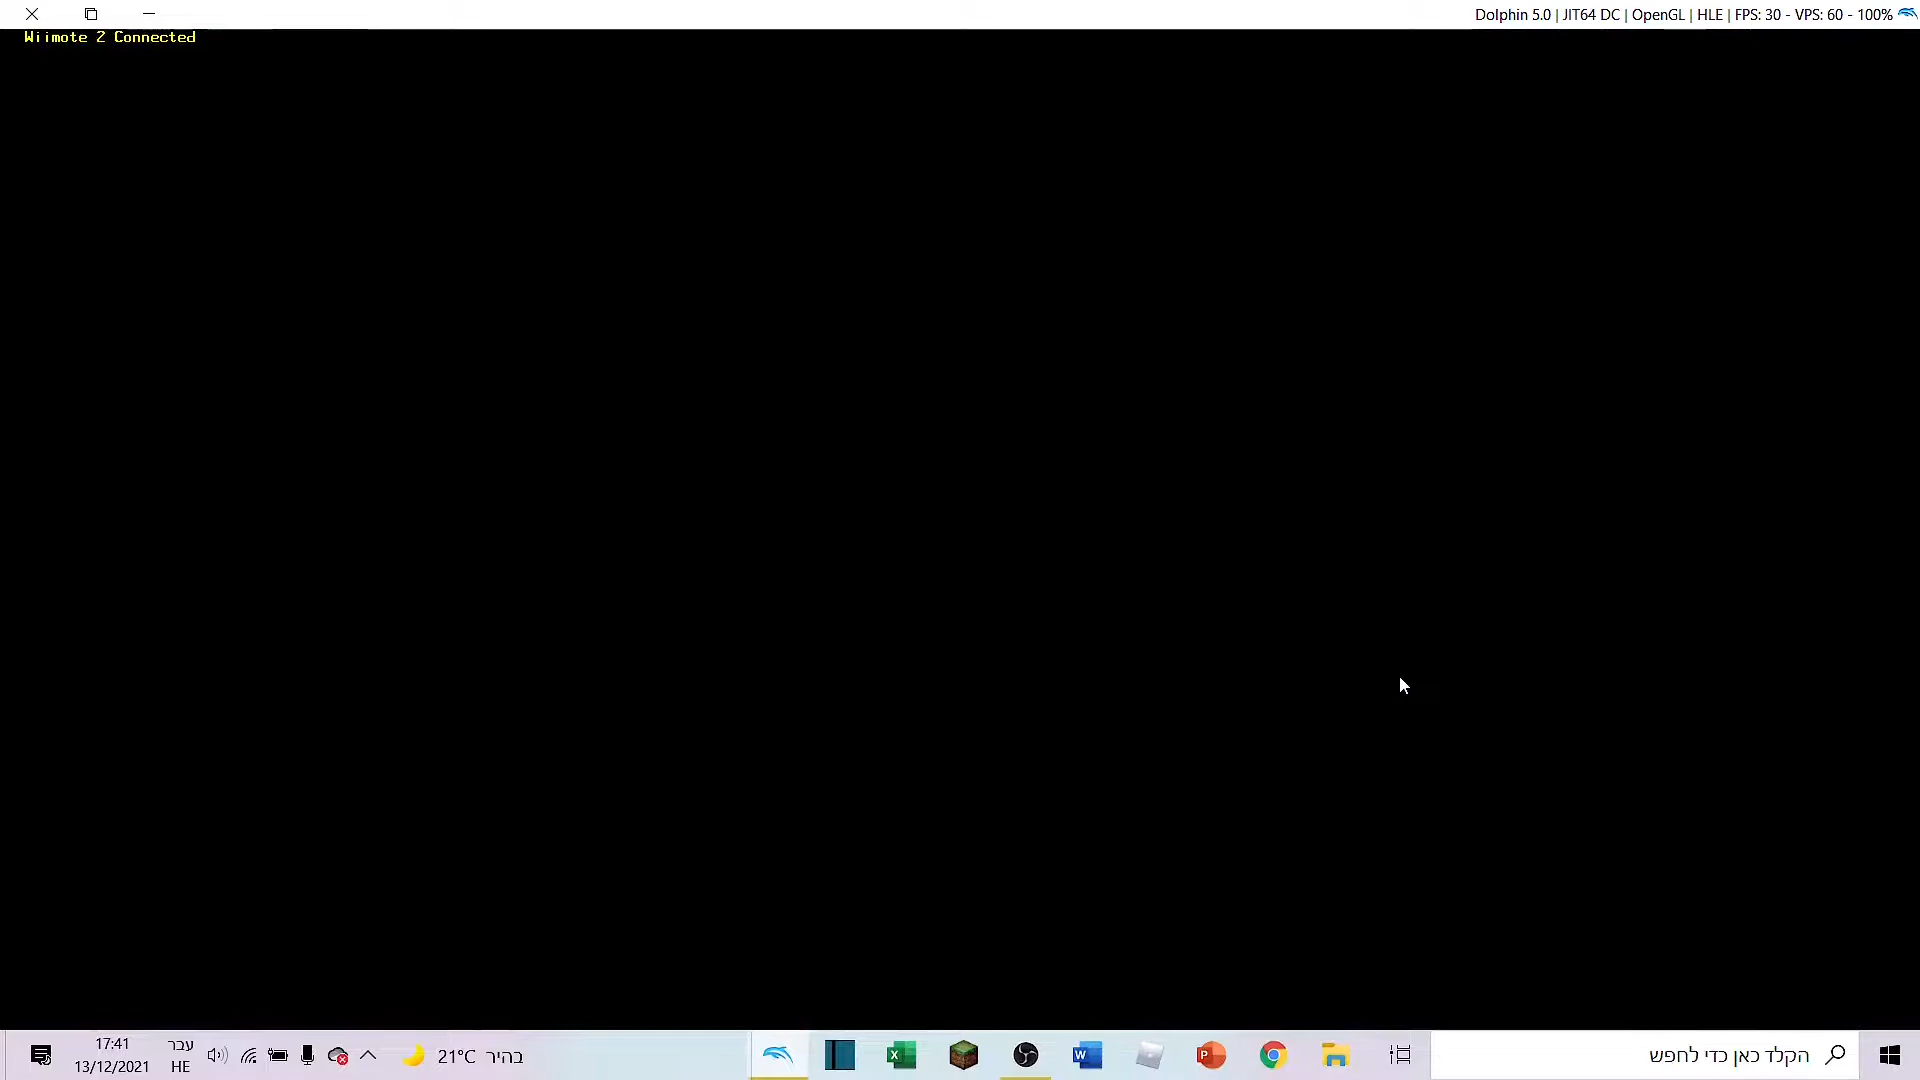 Dolphin 5.0 | JIT64 DC | OpenGL | HLE | FPS: 30 - VPS: 60 - 100%
Wiimote 2 Connected
17:41
13/12/2021
עבר
HE
21°C בהיר
הקלד כאן כדי לחפש